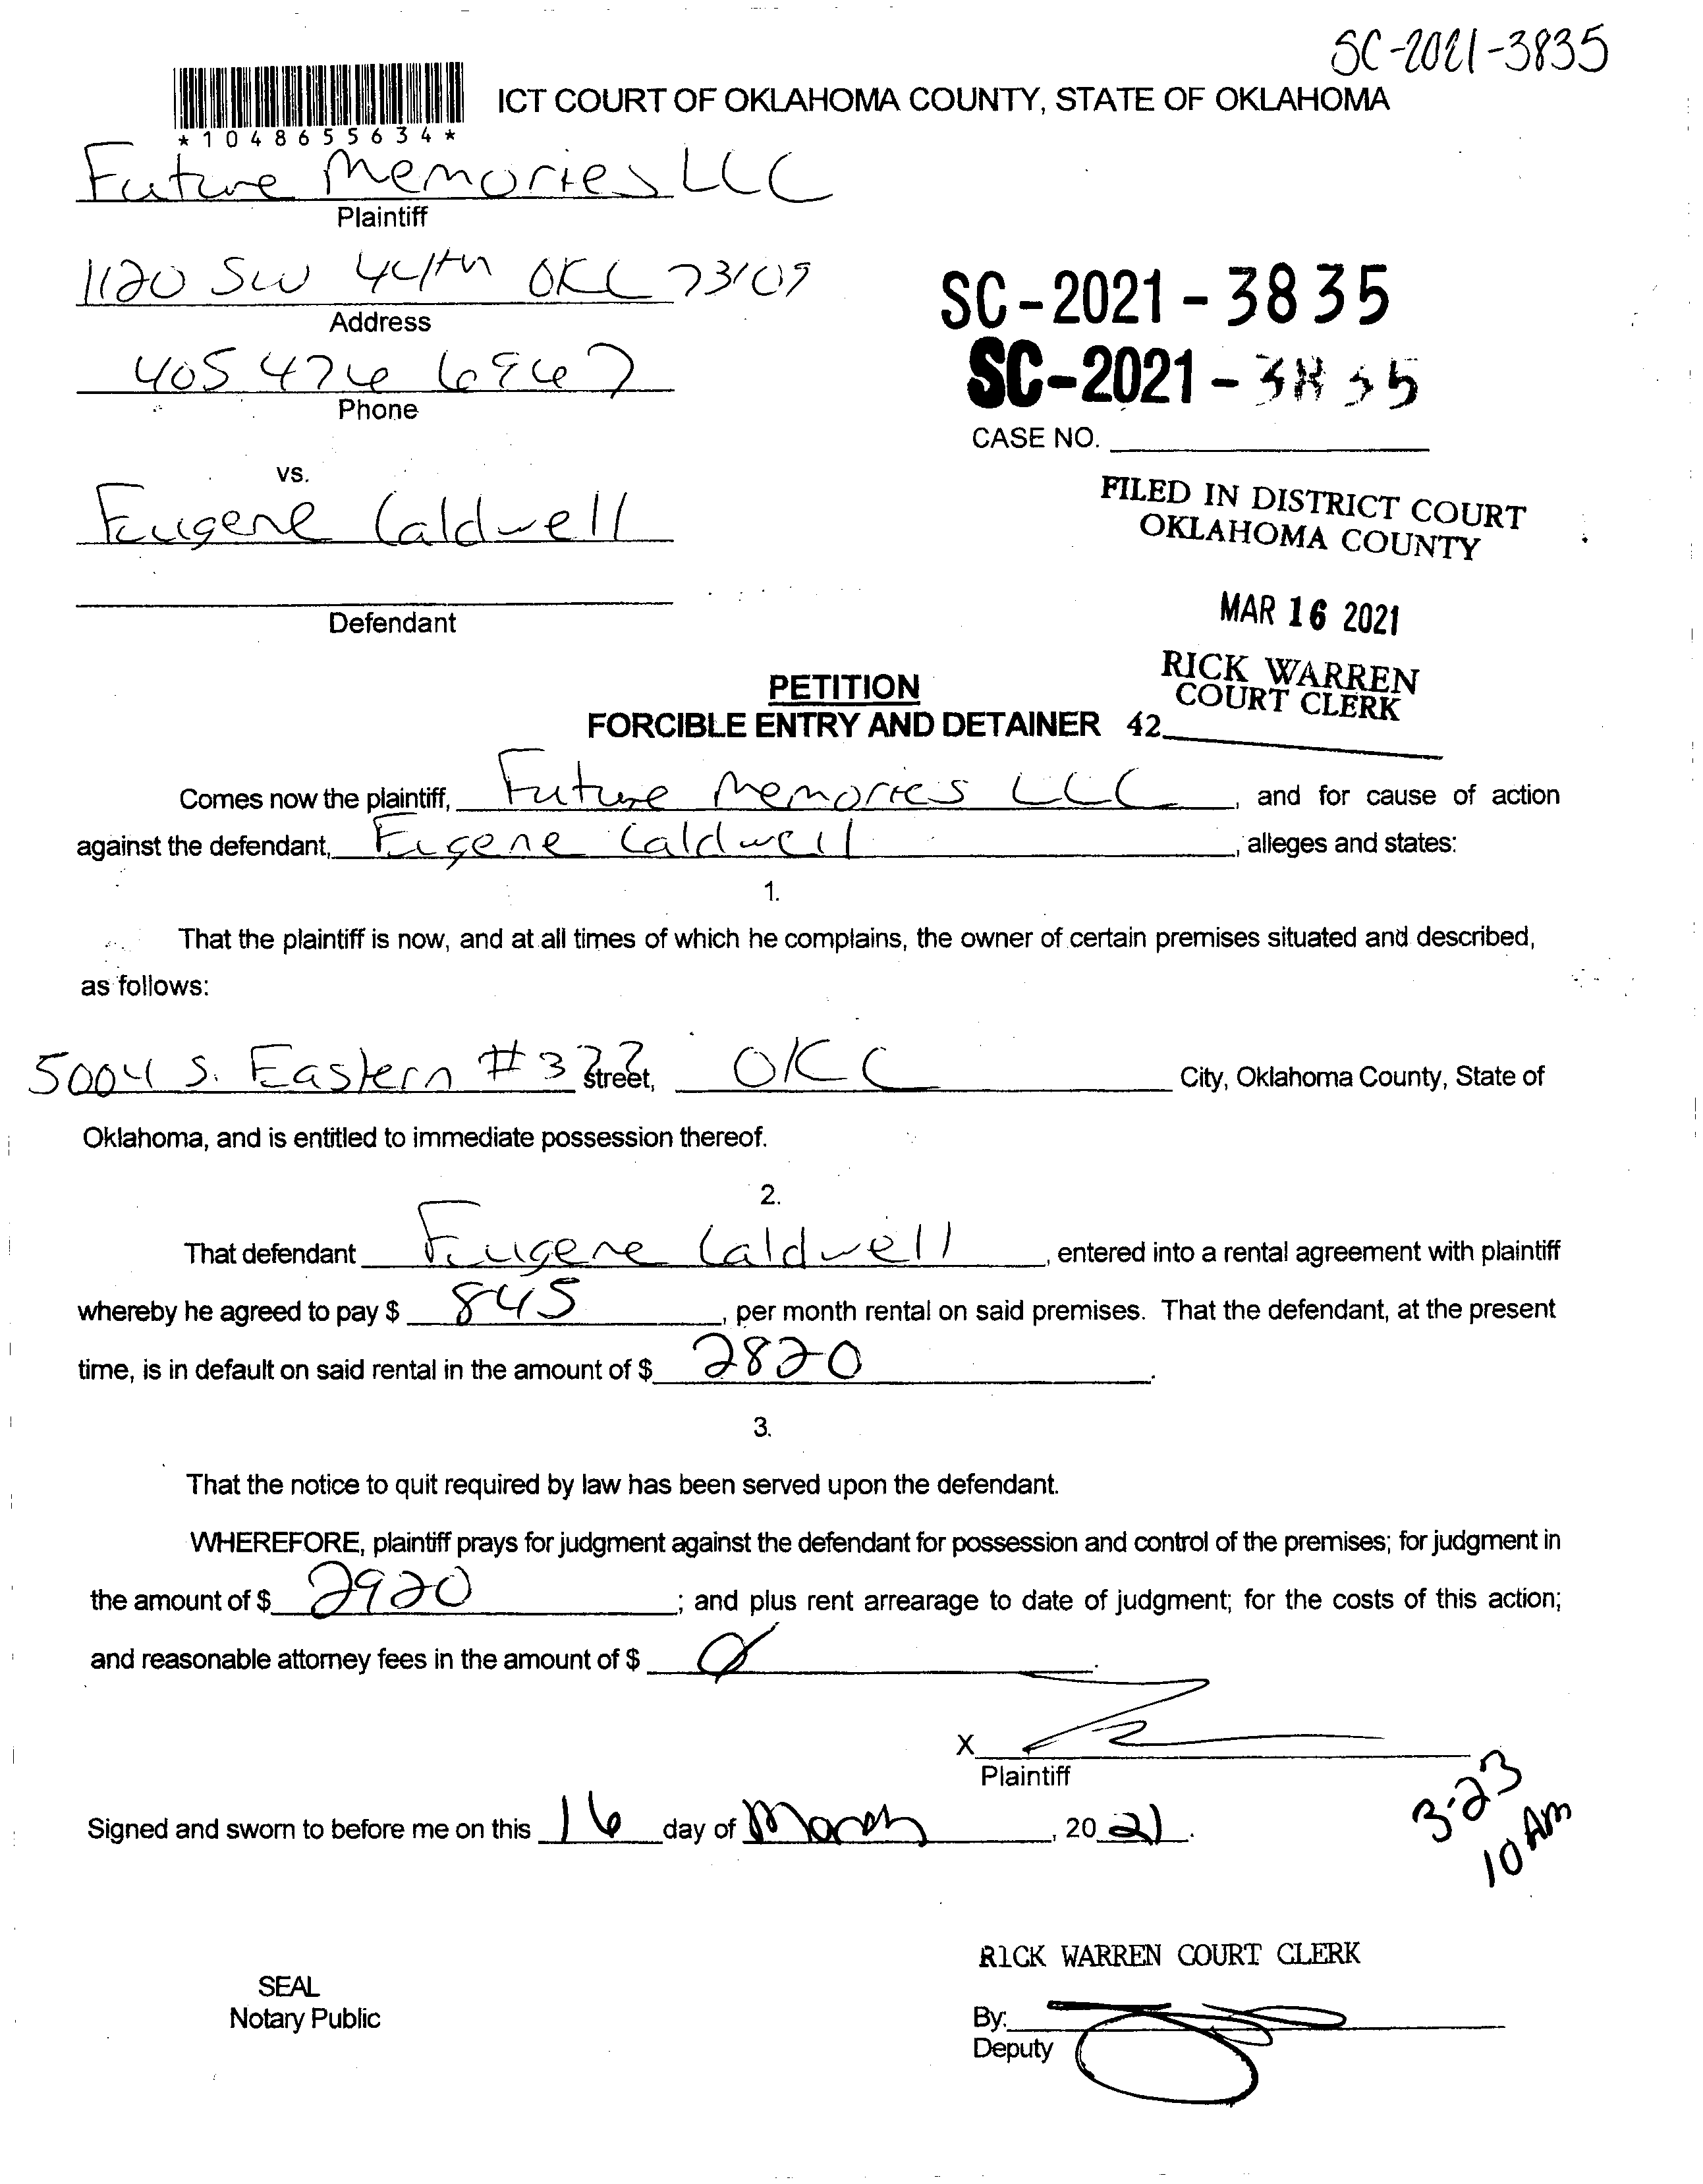 SC-2021-3835
ICT COURT OF OKLAHOMA COUNTY, STATE OF OKLAHOMA
*1048655634*
Future Memories LLC
Plaintiff
1120 SW 44th OKC 73109
Address
405 474 6967
Phone
SC-2021-3835
SC-2021-3835
CASE NO.
vs.
Eugene Caldwell
Defendant
FILED IN DISTRICT COURT
OKLAHOMA COUNTY
MAR 16 2021
RICK WARREN
COURT CLERK
42
PETITION
FORCIBLE ENTRY AND DETAINER
Comes now the plaintiff, Future Memories LLC, and for cause of action
against the defendant, Eugene Caldwell, alleges and states:
1.
That the plaintiff is now, and at all times of which he complains, the owner of certain premises situated and described,
as follows:
5004 S. Eastern #377 Street, OKC City, Oklahoma County, State of
Oklahoma, and is entitled to immediate possession thereof.
2.
That defendant Eugene Caldwell, entered into a rental agreement with plaintiff
whereby he agreed to pay $ 845, per month rental on said premises. That the defendant, at the present
time, is in default on said rental in the amount of $ 2820.
3.
That the notice to quit required by law has been served upon the defendant.
WHEREFORE, plaintiff prays for judgment against the defendant for possession and control of the premises; for judgment in
the amount of $ 2920; and plus rent arrearage to date of judgment; for the costs of this action;
and reasonable attorney fees in the amount of $ Ø.
X
Plaintiff
Signed and sworn to before me on this 16 day of March, 2021.
3-23
10 AM
RICK WARREN COURT CLERK
SEAL
Notary Public
By:
Deputy